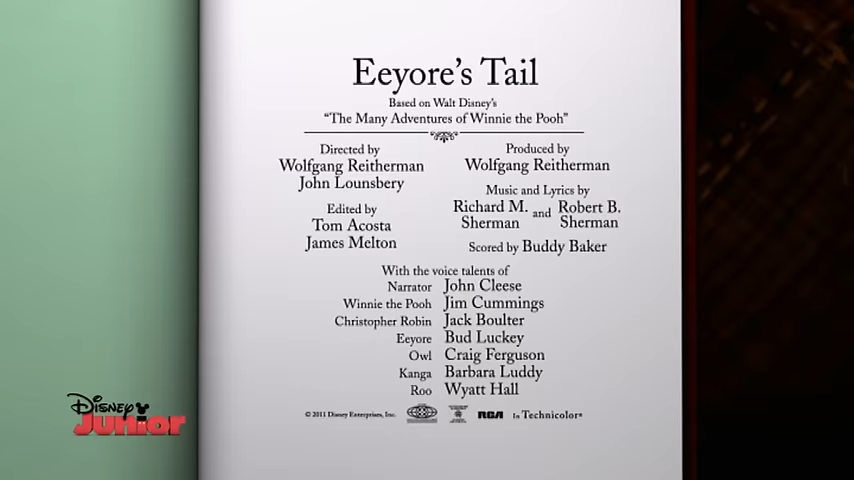 Eeyore's Tail
Based on Walt Disney's
"The Many Adventures of Winnie the Pooh"
Directed by
Wolfgang Reitherman
John Lounsbery
Edited by
Tom Acosta
James Melton
Produced by
Wolfgang Reitherman
Music and Lyrics by
Richard M. Sherman and Robert B. Sherman
Scored by Buddy Baker
With the voice talents of
Narrator John Cleese
Winnie the Pooh Jim Cummings
Christopher Robin Jack Boulter
Eeyore Bud Luckey
Owl Craig Ferguson
Kanga Barbara Luddy
Roo Wyatt Hall
© 2011 Disney Enterprises, Inc. RCA In Technicolor®
Disney
Junior